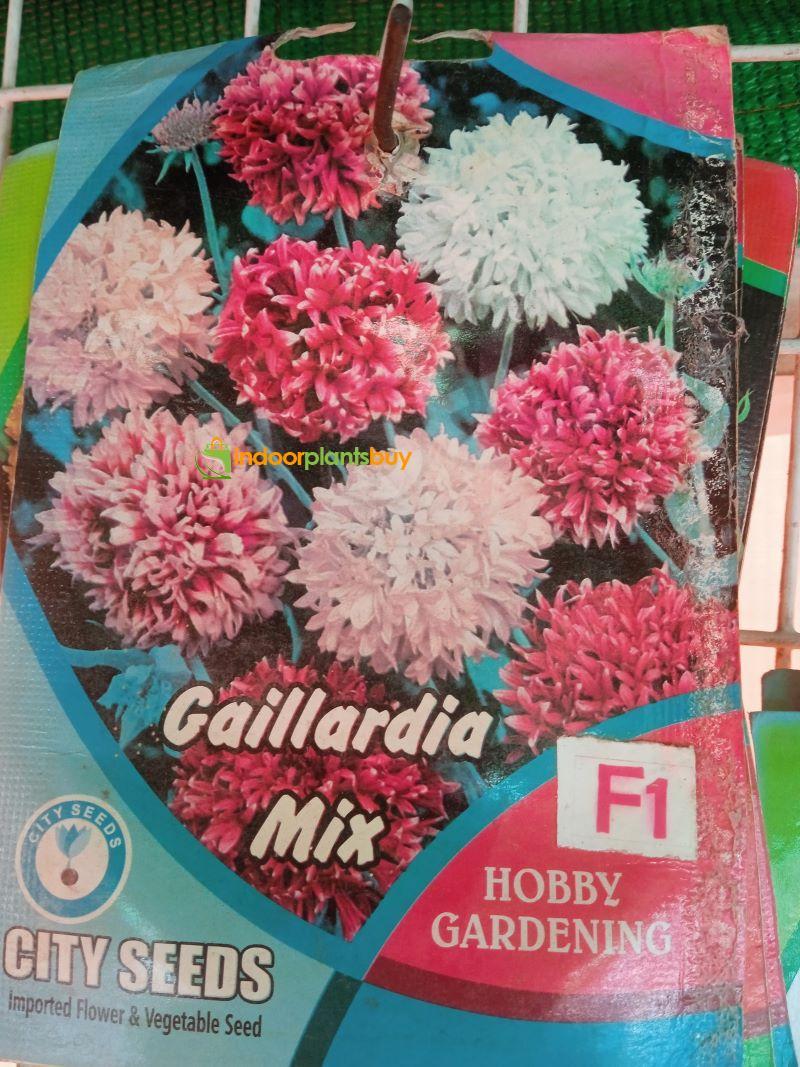 Indoorplantsbuy
Gaillardia
Mix
F1
HOBBY
GARDENING
CITY SEEDS
CITY SEEDS
Imported Flower & Vegetable Seed